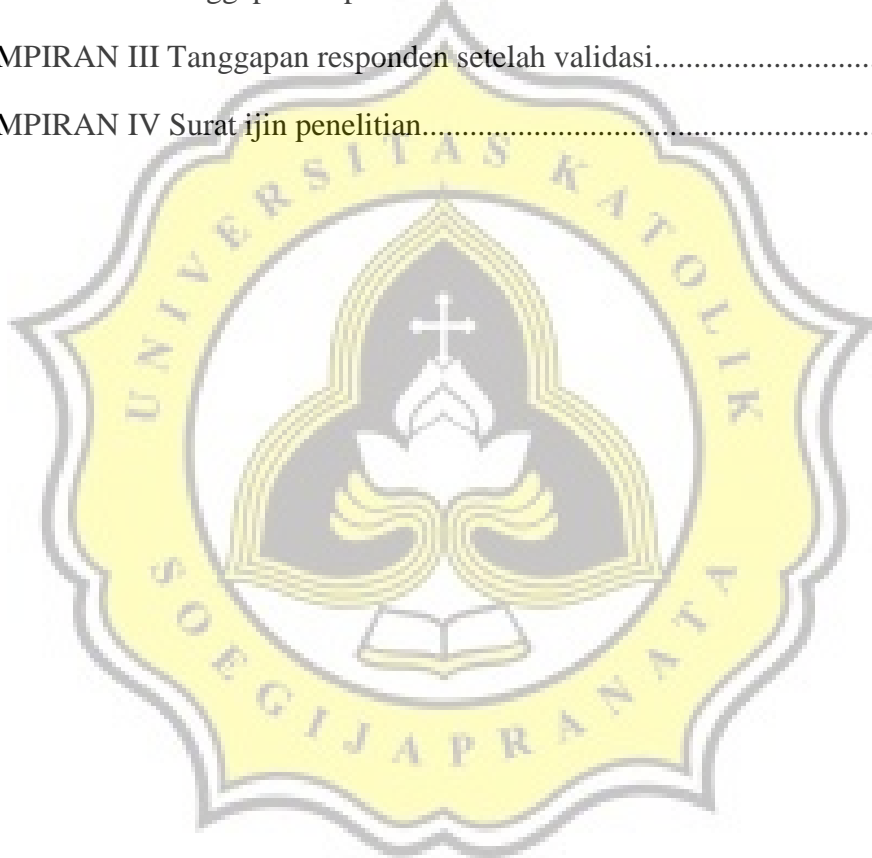 MPIRAN III Tanggapan responden setelah validasi............................
MPIRAN IV Surat ijin penelitian..........................................................
UNIVERSITAS KATOLIK
SOEGIJAPRANATA